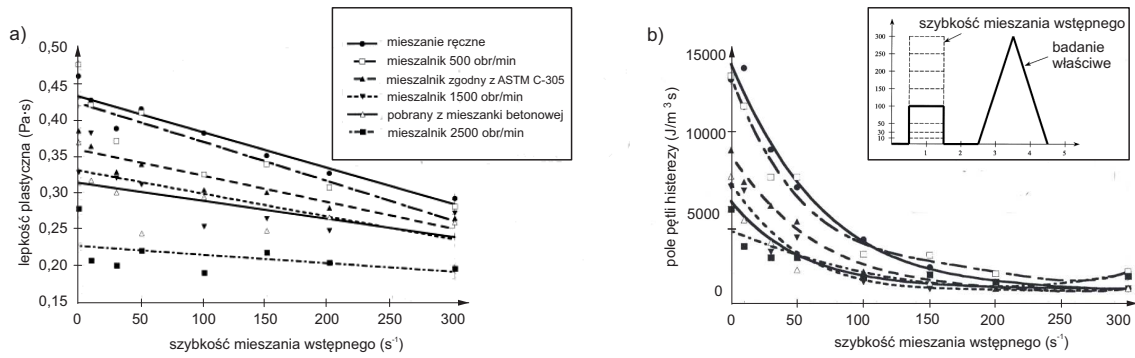 a)
lepkość plastyczna (Pa·s)
0,50
0,45
0,40
0,35
0,30
0,25
0,20
0,15
0
50
100
150
200
250
300
szybkość mieszania wstępnego (s⁻¹)
mieszanie ręczne
mieszalnik 500 obr/min
mieszalnik zgodny z ASTM C-305
mieszalnik 1500 obr/min
pobrany z mieszanki betonowej
mieszalnik 2500 obr/min
b)
pole pętli histerezy (J/m³ s)
15000
10000
5000
0
0
50
100
150
200
250
300
szybkość mieszania wstępnego (s⁻¹)
szybkość mieszania wstępnego
badanie
właściwe
300
250
200
150
100
50
25
10
1
2
3
4
5